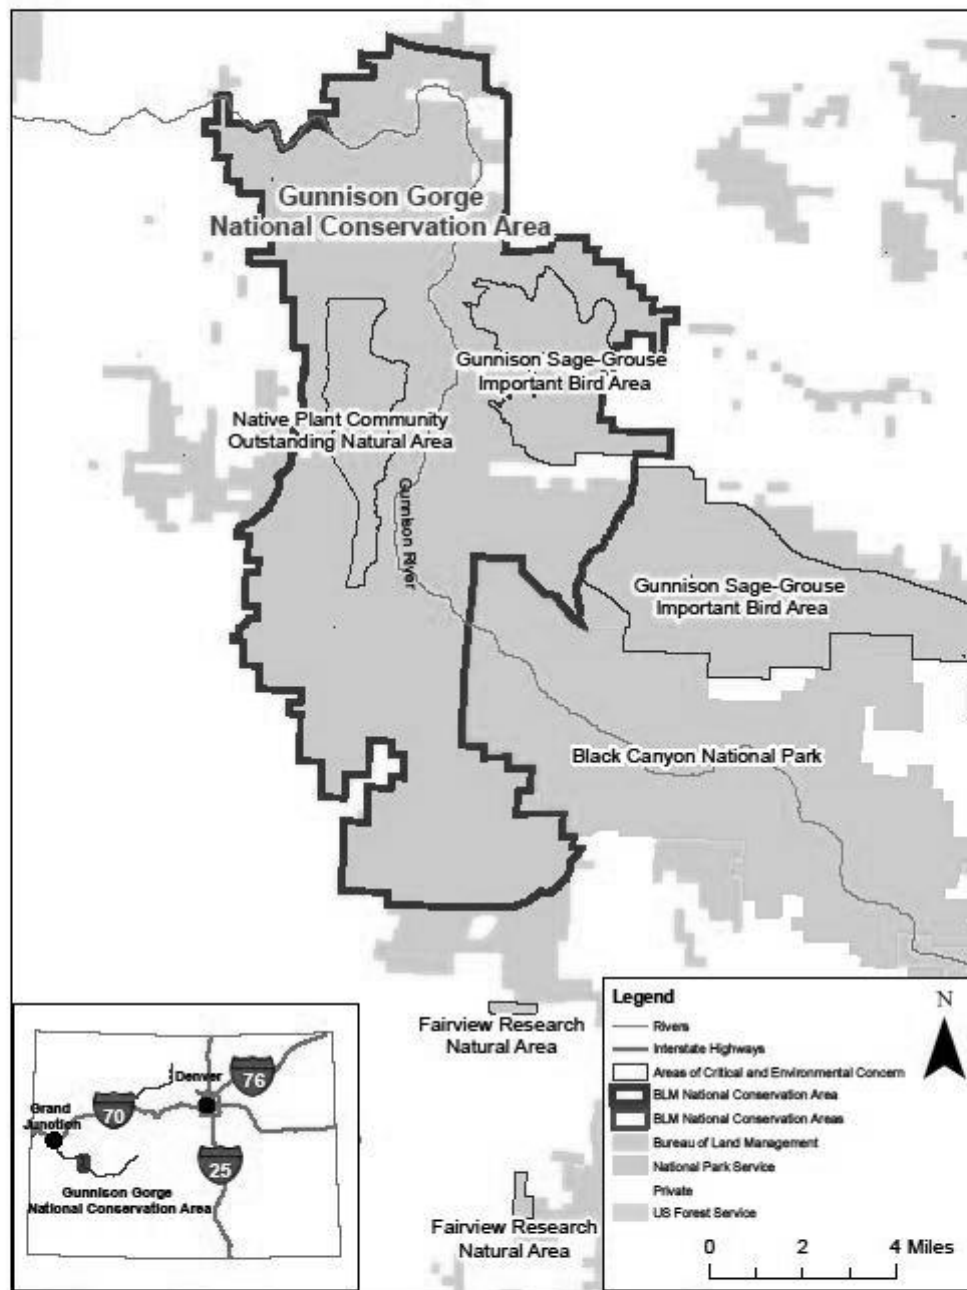 Gunnison Gorge
National Conservation Area
Gunnison Sage-Grouse
Important Bird Area
Native Plant Community
Outstanding Natural Area
Gunnison River
Gunnison Sage-Grouse
Important Bird Area
Black Canyon National Park
Fairview Research
Natural Area
Fairview Research
Natural Area
Legend
N
Rivers
Interstate Highways
Areas of Critical and Environmental Concern
BLM National Conservation Area
BLM National Conservation Areas
Bureau of Land Management
National Park Service
Private
US Forest Service
0 2 4 Miles
Denver
76
Grand
Junction
70
25
Gunnison Gorge
National Conservation Area